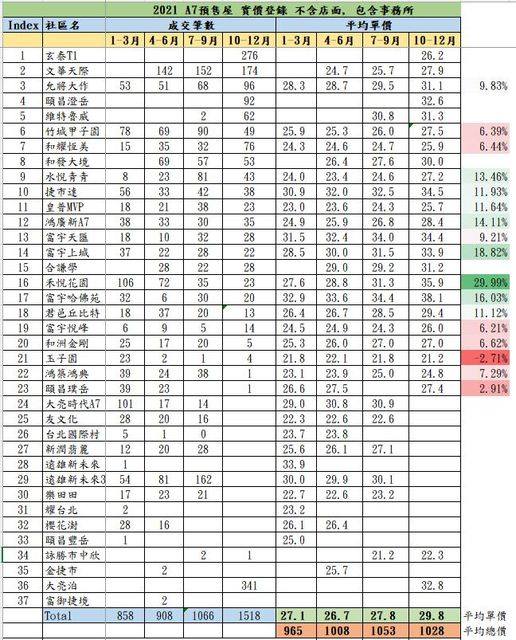 2021 A7預售屋 實價登錄 不含店面, 包含事務所
Index 社區名 成交筆數 平均單價
1-3月 4-6月 7-9月 10-12月 1-3月 4-6月 7-9月 10-12月
1 玄泰T1 276 26.2
2 文華天際 142 152 174 24.7 25.7 27.9
3 允將大作 53 51 68 96 28.3 28.7 29.5 31.1 9.83%
4 頤昌澄岳 92 32.6
5 維特魯威 2 62 30.8 31.3
6 竹城甲子園 78 69 90 49 25.9 25.3 26.0 27.5 6.39%
7 和耀恆美 15 35 32 76 24.3 24.6 24.7 25.9 6.44%
8 和發大境 69 57 53 26.4 27.6 30.0
9 水悅青青 8 23 81 43 24.0 23.4 24.6 27.2 13.46%
10 捷市達 56 33 42 38 30.9 32.0 32.5 34.5 11.93%
11 皇普MVP 18 21 38 23 23.0 23.6 24.3 25.7 11.64%
12 鴻廣新A7 38 33 30 35 24.9 25.9 26.8 28.4 14.11%
13 富宇天匯 18 10 32 28 31.5 32.4 34.0 34.4 9.21%
14 富宇上城 37 22 28 22 28.5 30.0 31.5 33.9 18.82%
15 合謙學 28 22 28 29.0 29.2 31.2
16 禾悅花園 106 72 35 23 27.6 28.8 31.3 35.9 29.99%
17 富宇哈佛苑 32 6 30 20 32.9 33.6 34.4 38.1 16.03%
18 君邑丘比特 18 37 20 13 26.4 26.7 28.5 29.4 11.12%
19 富宇悅峰 6 9 5 14 24.5 24.9 24.3 26.0 6.21%
20 和洲金剛 25 17 20 5 25.3 26.0 27.0 27.0 6.62%
21 玉子園 23 2 1 4 21.8 22.1 21.8 21.2 -2.71%
22 鴻築鴻典 39 24 38 1 23.1 23.9 25.0 24.8 7.29%
23 頤昌璞岳 39 23 1 26.6 27.5 27.4 2.91%
24 大亮時代A7 101 17 14 29.0 30.8 30.9
25 友文化 28 20 16 22.3 22.6 22.6
26 台北國際村 5 1 0 23.7 23.8
27 新潤翡麗 12 20 28 25.6 26.1 27.1
28 遠雄新未來 1 33.9
29 遠雄新未來3 54 81 162 30.0 29.9 30.1
30 樂田田 17 23 21 22.7 22.6 23.2
31 耀台北 2 23.2
32 櫻花澍 28 16 26.1 26.4
33 頤昌豐岳 1 25.0
34 詠勝市中欣 2 1 21.2 22.3
35 金捷市 2 25.7
36 大亮泊 341 32.8
37 富御捷境 2
Total 858 908 1066 1518 27.1 26.7 27.8 29.8 平均單價
965 1008 1053 1028 平均總價